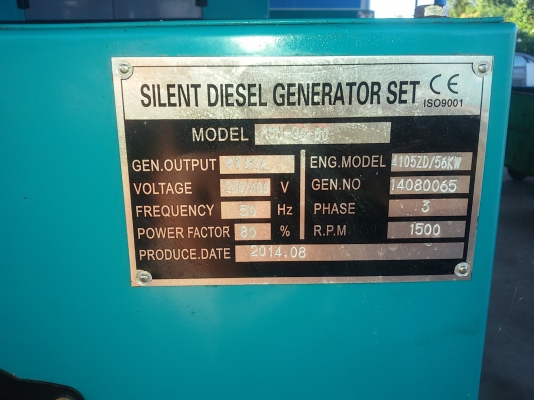 SILENT DIESEL GENERATOR SET CE
ISO9001
MODEL
GEN.OUTPUT ENG.MODEL 4105ZD/56KW
VOLTAGE V GEN.NO 14080065
FREQUENCY 50 Hz PHASE 3
POWER FACTOR 80 % R.P.M 1500
PRODUCE.DATE 2014.08